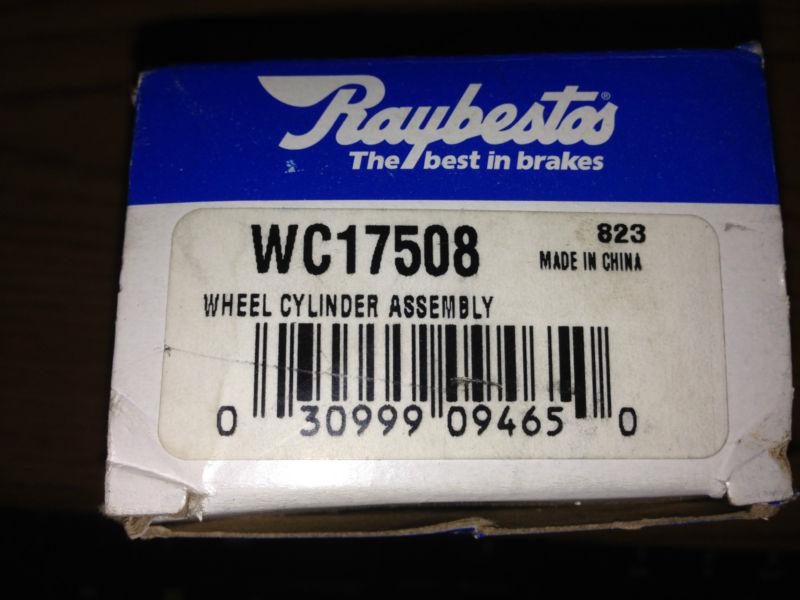 Raybestos®
The best in brakes
WC17508
823
MADE IN CHINA
WHEEL CYLINDER ASSEMBLY
0 30999 09465 0